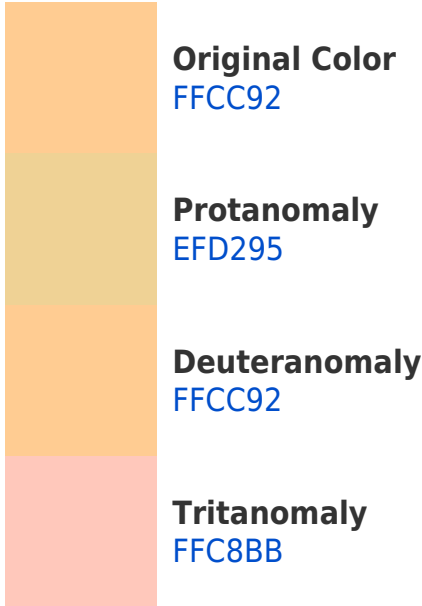 Original Color
FFCC92
Protanomaly
EFD295
Deuteranomaly
FFCC92
Tritanomaly
FFC8BB